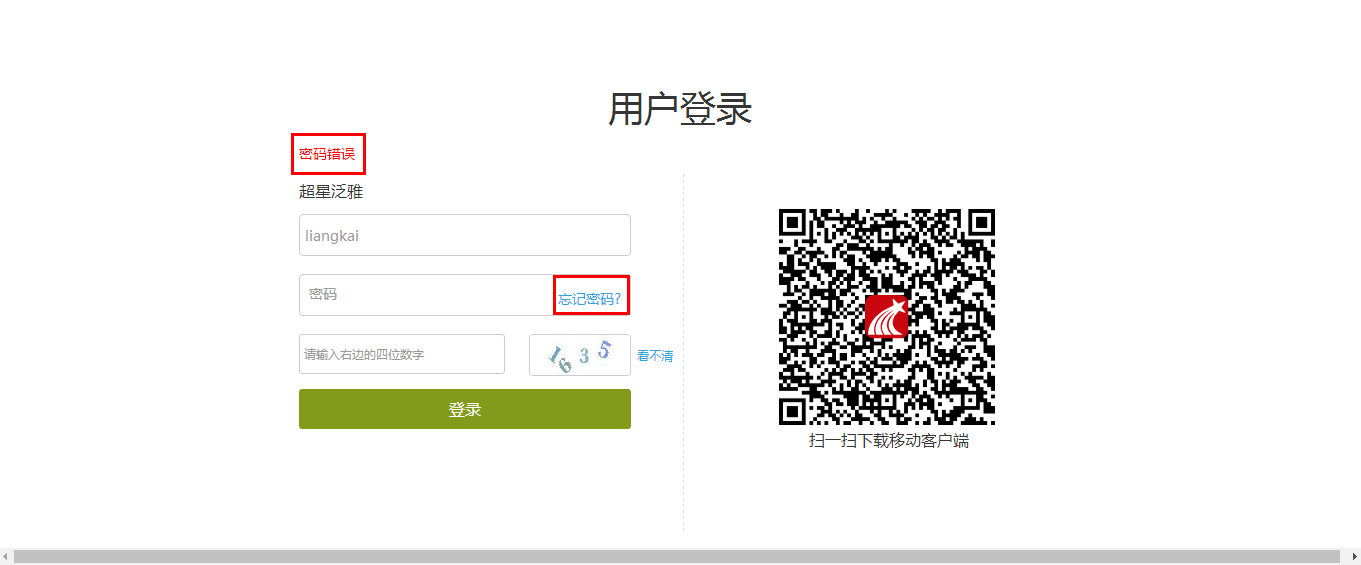 用户登录
密码错误
超星泛雅
liangkai
密码
忘记密码?
请输入右边的四位数字
1635
看不清
登录
扫一扫下载移动客户端